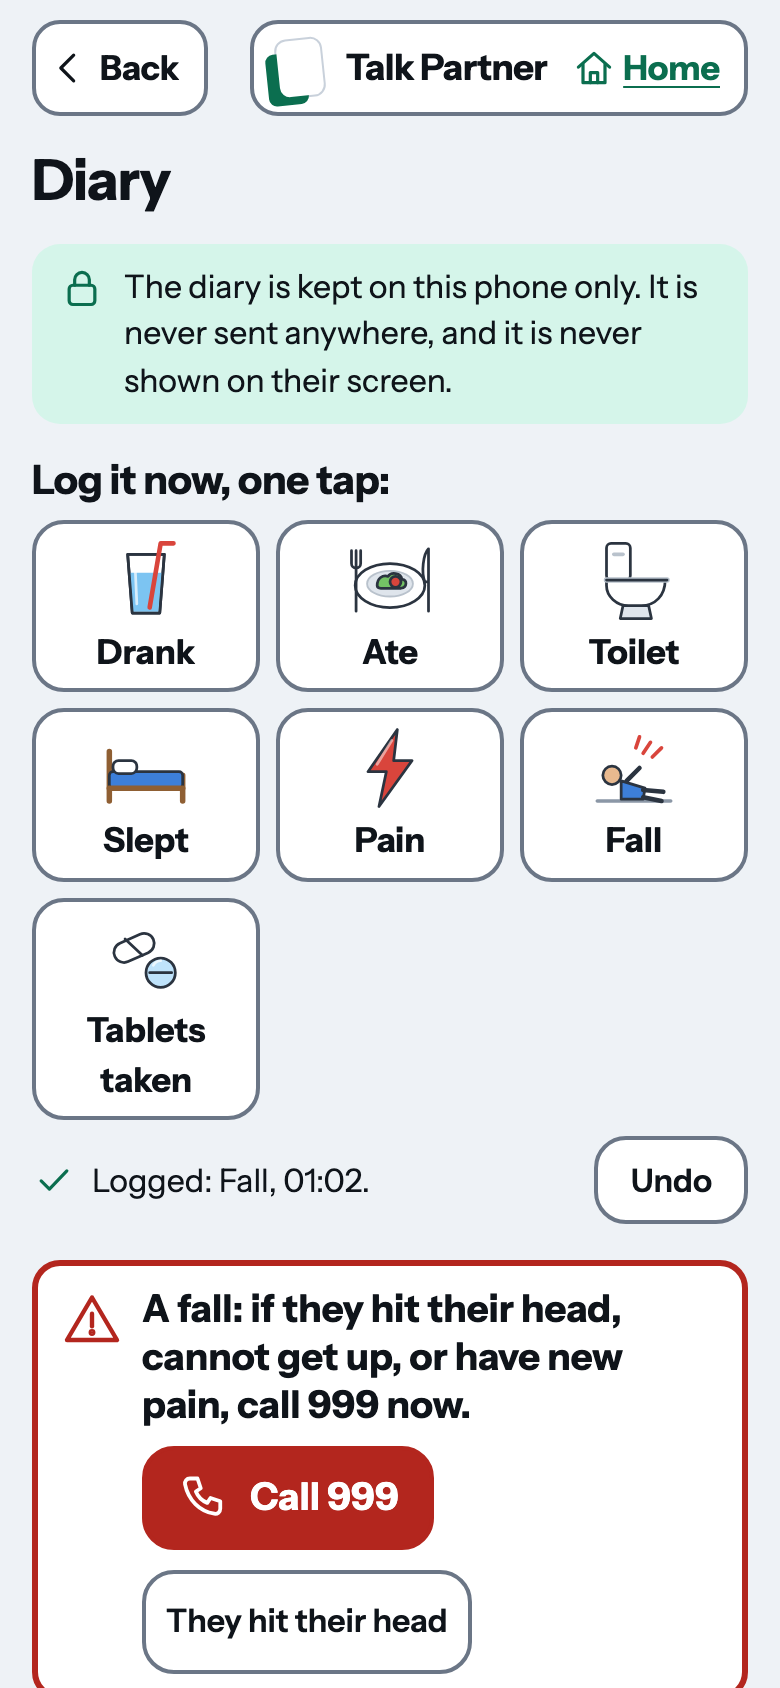 Back
Talk Partner
Home
Diary
The diary is kept on this phone only. It is
never sent anywhere, and it is never
shown on their screen.
Log it now, one tap:
Drank
Ate
Toilet
Slept
Pain
Fall
Tablets
taken
Logged: Fall, 01:02.
Undo
A fall: if they hit their head,
cannot get up, or have new
pain, call 999 now.
Call 999
They hit their head